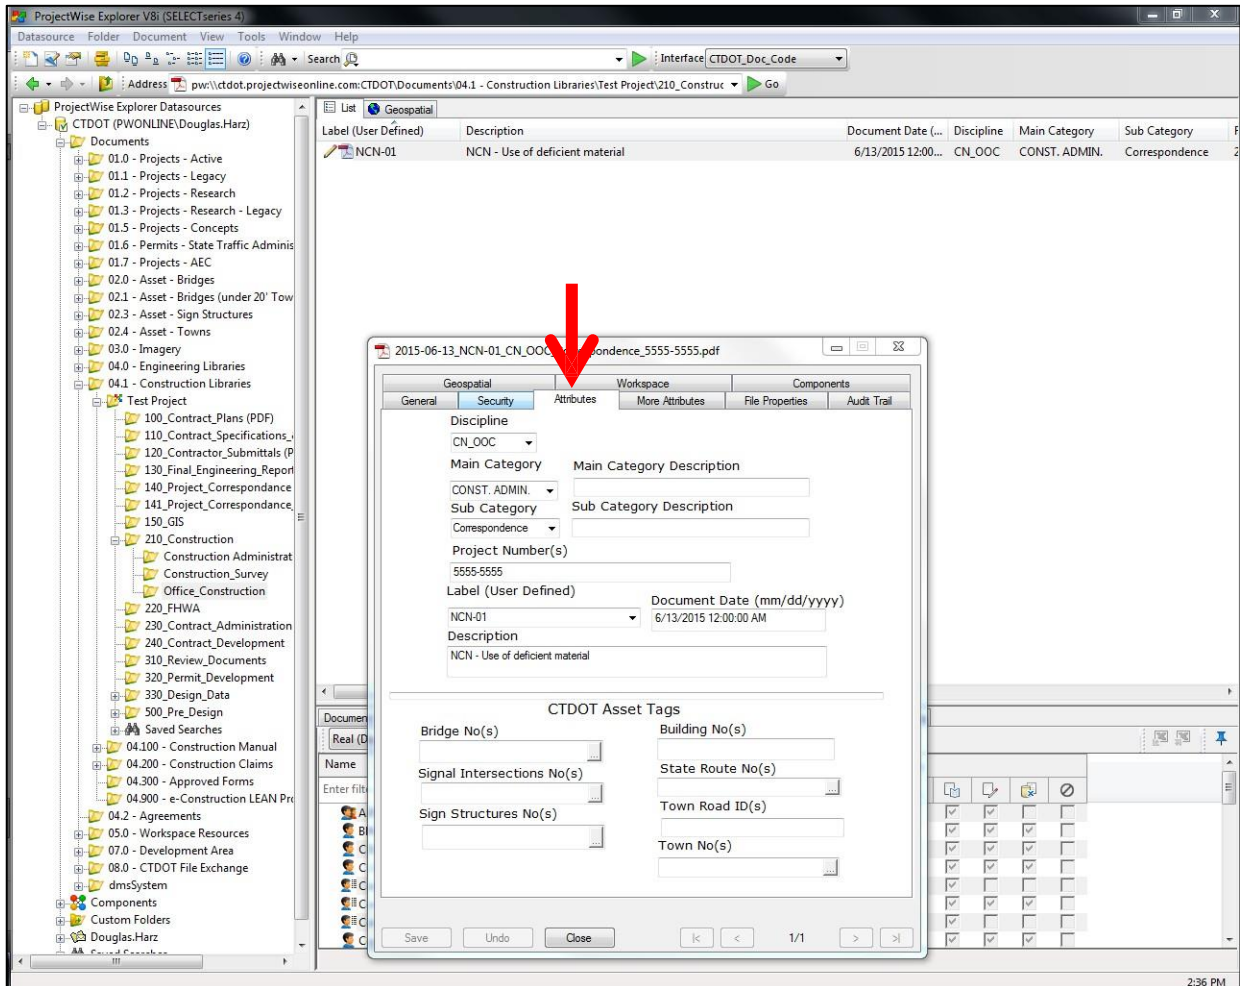 ProjectWise Explorer V8i (SELECTseries 4)
Datasource Folder Document View Tools Window Help
Search Interface CTDOT_Doc_Code
Address pw:\\ctdot.projectwiseonline.com:CTDOT\Documents\04.1 - Construction Libraries\Test Project\210_Construc Go
ProjectWise Explorer Datasources
CTDOT (PWONLINE\Douglas.Harz)
Documents
01.0 - Projects - Active
01.1 - Projects - Legacy
01.2 - Projects - Research
01.3 - Projects - Research - Legacy
01.5 - Projects - Concepts
01.6 - Permits - State Traffic Adminis
01.7 - Projects - AEC
02.0 - Asset - Bridges
02.1 - Asset - Bridges (under 20' Tow
02.3 - Asset - Sign Structures
02.4 - Asset - Towns
03.0 - Imagery
04.0 - Engineering Libraries
04.1 - Construction Libraries
Test Project
100_Contract_Plans (PDF)
110_Contract_Specifications_
120_Contractor_Submittals (P
130_Final_Engineering_Report
140_Project_Correspondance
141_Project_Correspondance_
150_GIS
210_Construction
Construction Administrat
Construction_Survey
Office_Construction
220_FHWA
230_Contract_Administration
240_Contract_Development
310_Review_Documents
320_Permit_Development
330_Design_Data
500_Pre_Design
Saved Searches
04.100 - Construction Manual
04.200 - Construction Claims
04.300 - Approved Forms
04.900 - e-Construction LEAN Pro
04.2 - Agreements
05.0 - Workspace Resources
07.0 - Development Area
08.0 - CTDOT File Exchange
dmsSystem
Components
Custom Folders
Douglas.Harz
Saved Searches
List Geospatial
Label (User Defined) Description Document Date (... Discipline Main Category Sub Category
NCN-01 NCN - Use of deficient material 6/13/2015 12:00... CN_OOC CONST. ADMIN. Correspondence 2
2015-06-13_NCN-01_CN_OOC pondence_5555-5555.pdf
Geospatial Workspace Components
General Security Attributes More Attributes File Properties Audit Trail
Discipline
CN_OOC
Main Category Main Category Description
CONST. ADMIN.
Sub Category Sub Category Description
Correspondence
Project Number(s)
5555-5555
Label (User Defined) Document Date (mm/dd/yyyy)
NCN-01 6/13/2015 12:00:00 AM
Description
NCN - Use of deficient material
CTDOT Asset Tags
Bridge No(s) Building No(s)
Signal Intersections No(s) State Route No(s)
Sign Structures No(s) Town Road ID(s)
Town No(s)
Save Undo Close |< < 1/1 > >|
Documen
Real (D
Name
Enter filt
A
B
C
C
C
C
C
C
2:36 PM